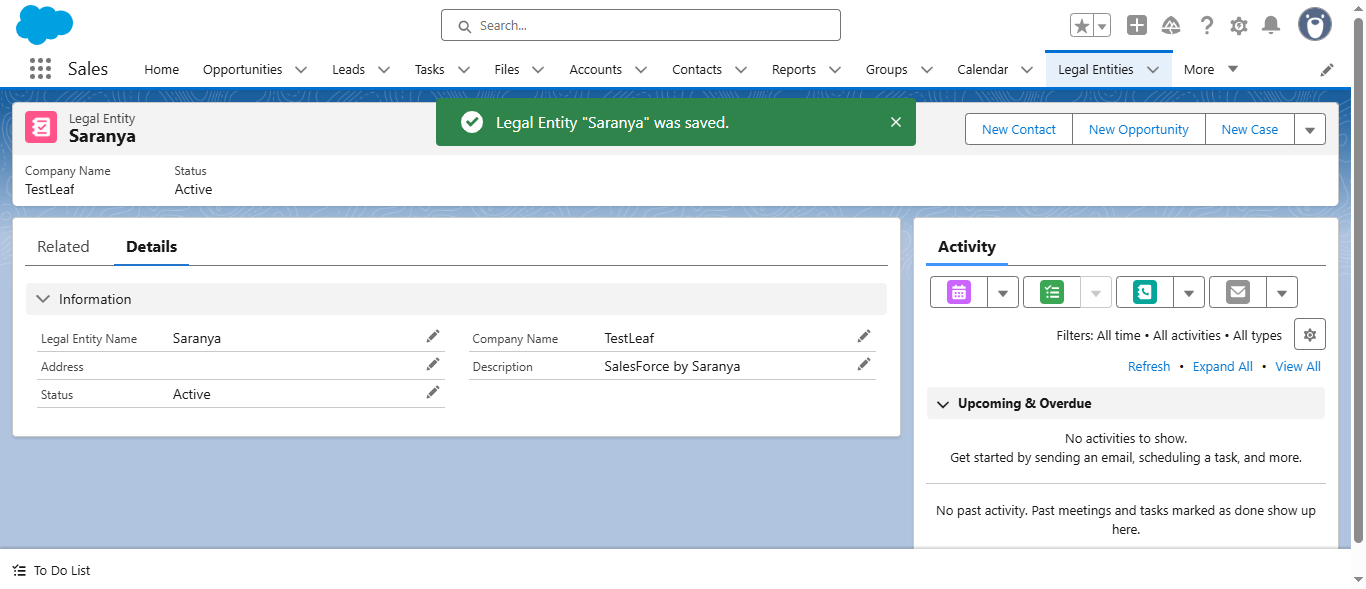 Search...
Sales
Home
Opportunities
Leads
Tasks
Files
Accounts
Contacts
Reports
Groups
Calendar
Legal Entities
More
Legal Entity
Saranya
Legal Entity "Saranya" was saved.
New Contact
New Opportunity
New Case
Company Name
TestLeaf
Status
Active
Related
Details
Information
Legal Entity Name
Saranya
Company Name
TestLeaf
Address
Description
SalesForce by Saranya
Status
Active
Activity
Filters: All time • All activities • All types
Refresh • Expand All • View All
Upcoming & Overdue
No activities to show.
Get started by sending an email, scheduling a task, and more.
No past activity. Past meetings and tasks marked as done show up
here.
To Do List